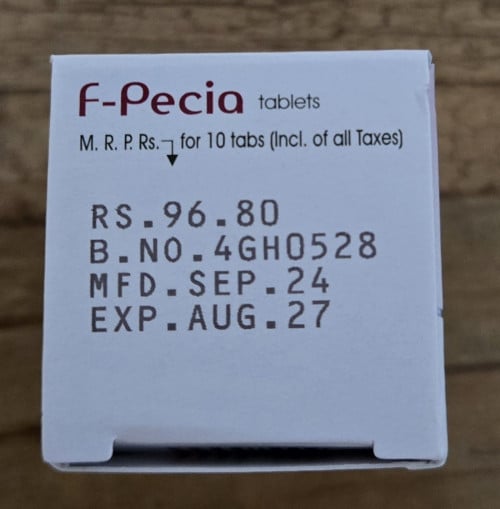 F-Pecia tablets
M. R. P. Rs. for 10 tabs (Incl. of all Taxes)
RS.96.80
B.NO.4GH0528
MFD.SEP.24
EXP.AUG.27